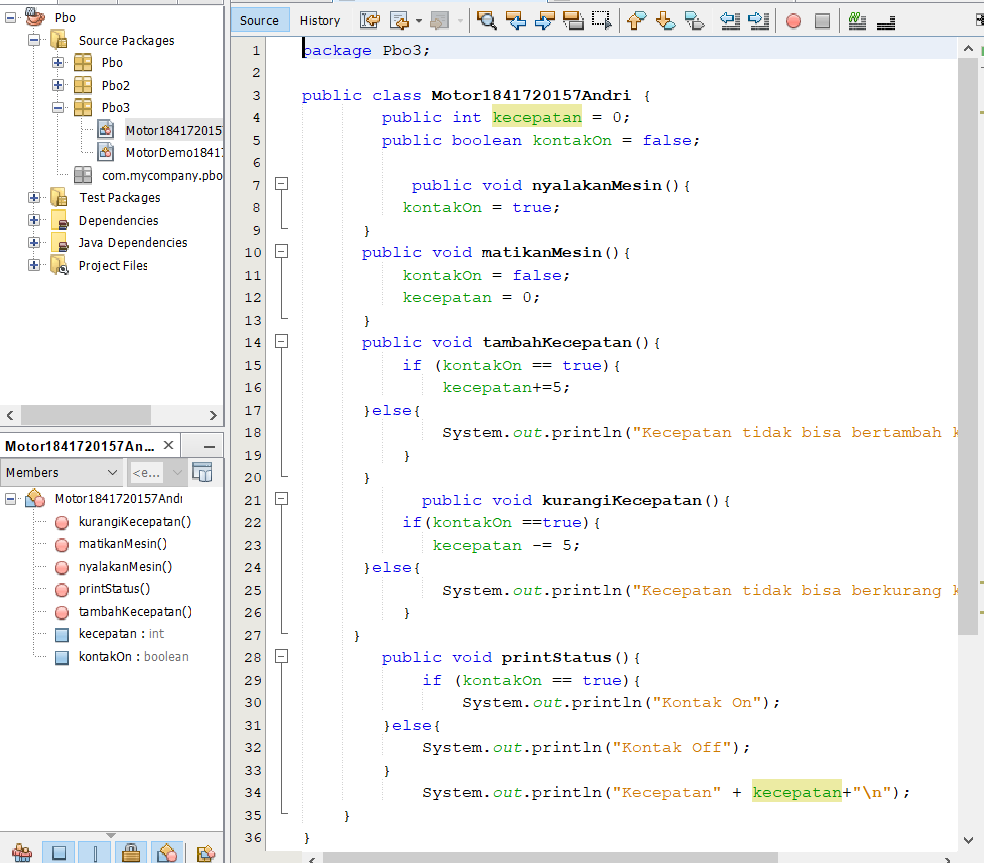 Pbo
Source Packages
Pbo
Pbo2
Pbo3
Motor184172015
MotorDemo1841
com.mycompany.pbo
Test Packages
Dependencies
Java Dependencies
Project Files
Motor1841720157An...
Members
<e...
Motor1841720157Andri
kurangiKecepatan()
matikanMesin()
nyalakanMesin()
printStatus()
tambahKecepatan()
kecepatan : int
kontakOn : boolean
Source History
1 package Pbo3;
2
3 public class Motor1841720157Andri {
4 public int kecepatan = 0;
5 public boolean kontakOn = false;
6
7 public void nyalakanMesin(){
8 kontakOn = true;
9 }
10 public void matikanMesin(){
11 kontakOn = false;
12 kecepatan = 0;
13 }
14 public void tambahKecepatan(){
15 if (kontakOn == true){
16 kecepatan+=5;
17 }else{
18 System.out.println("Kecepatan tidak bisa bertambah k
19 }
20 }
21 public void kurangiKecepatan(){
22 if(kontakOn ==true){
23 kecepatan -= 5;
24 }else{
25 System.out.println("Kecepatan tidak bisa berkurang k
26 }
27 }
28 public void printStatus(){
29 if (kontakOn == true){
30 System.out.println("Kontak On");
31 }else{
32 System.out.println("Kontak Off");
33 }
34 System.out.println("Kecepatan" + kecepatan+"\n");
35 }
36 }